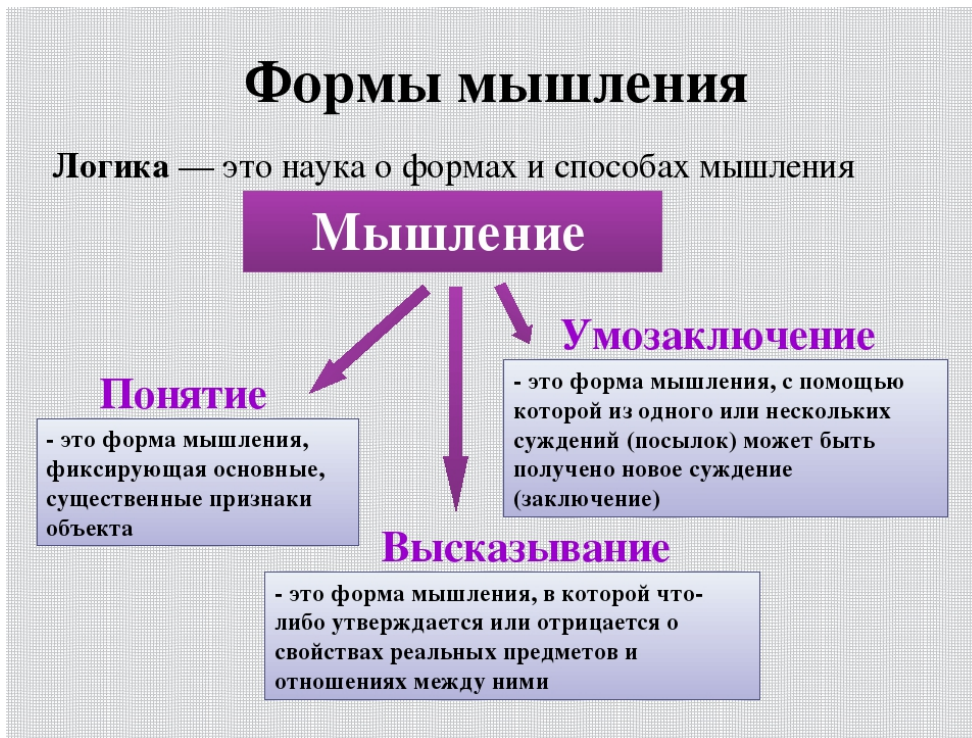 Формы мышления
Логика — это наука о формах и способах мышления
Мышление
Понятие
- это форма мышления,
фиксирующая основные,
существенные признаки
объекта
Высказывание
- это форма мышления, в которой что-
либо утверждается или отрицается о
свойствах реальных предметов и
отношениях между ними
Умозаключение
- это форма мышления, с помощью
которой из одного или нескольких
суждений (посылок) может быть
получено новое суждение
(заключение)